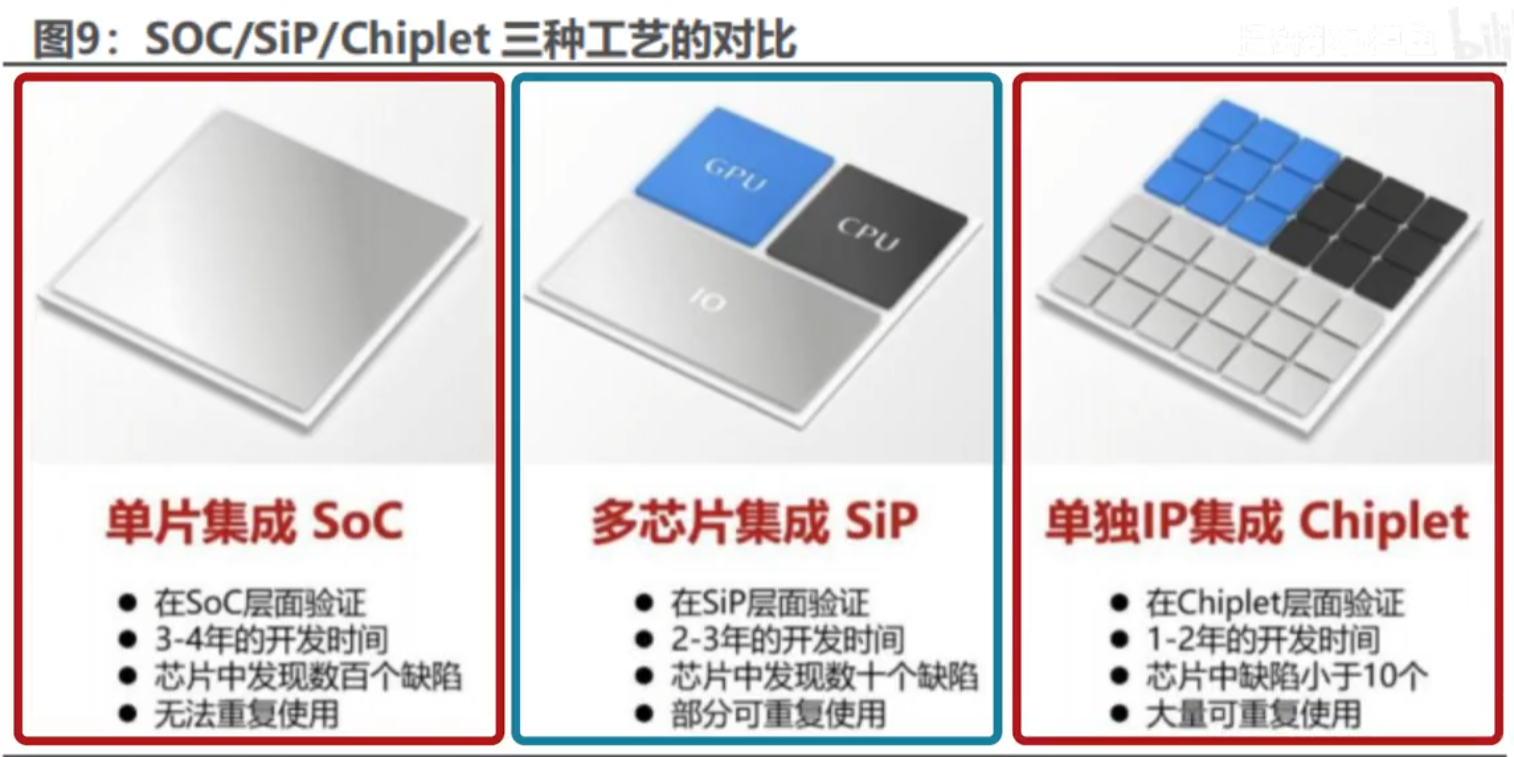 图9：SOC/SiP/Chiplet 三种工艺的对比
GPU
CPU
IO
单片集成 SoC
● 在SoC层面验证
● 3-4年的开发时间
● 芯片中发现数百个缺陷
● 无法重复使用
多芯片集成 SiP
● 在SiP层面验证
● 2-3年的开发时间
● 芯片中发现数十个缺陷
● 部分可重复使用
单独IP集成 Chiplet
● 在Chiplet层面验证
● 1-2年的开发时间
● 芯片中缺陷小于10个
● 大量可重复使用